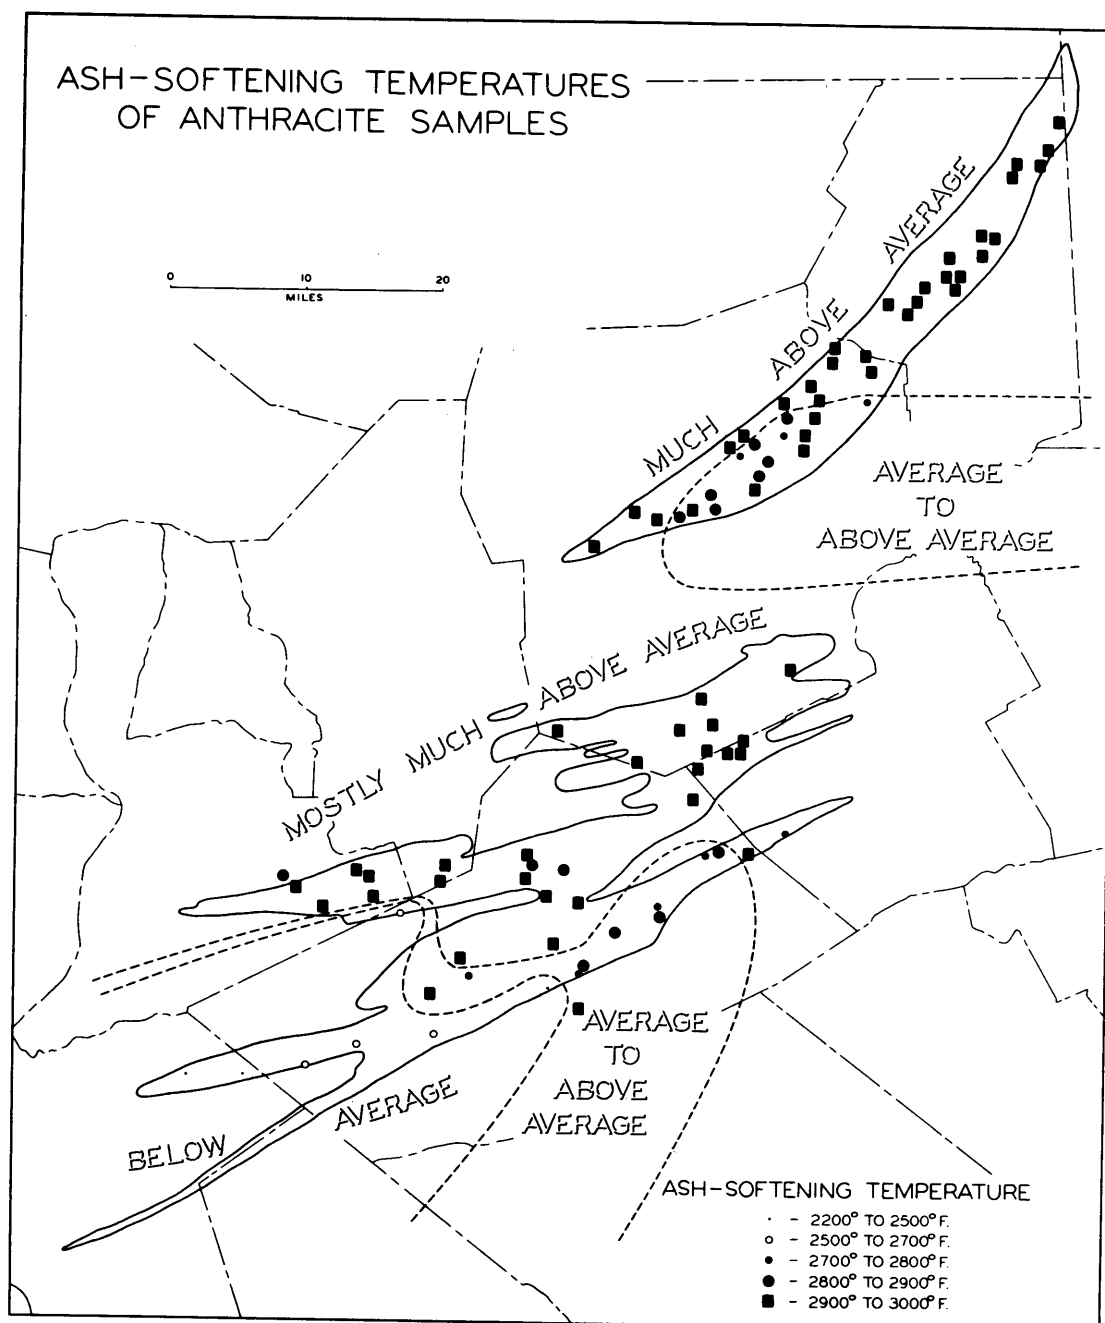 ASH-SOFTENING TEMPERATURES
OF ANTHRACITE SAMPLES
0 10 20
MILES
MUCH ABOVE AVERAGE
AVERAGE
TO
ABOVE AVERAGE
MOSTLY MUCH ABOVE AVERAGE
AVERAGE
TO
ABOVE
AVERAGE
BELOW AVERAGE
ASH-SOFTENING TEMPERATURE
- 2200° TO 2500°F.
- 2500° TO 2700°F.
- 2700° TO 2800°F.
- 2800° TO 2900°F.
- 2900° TO 3000°F.